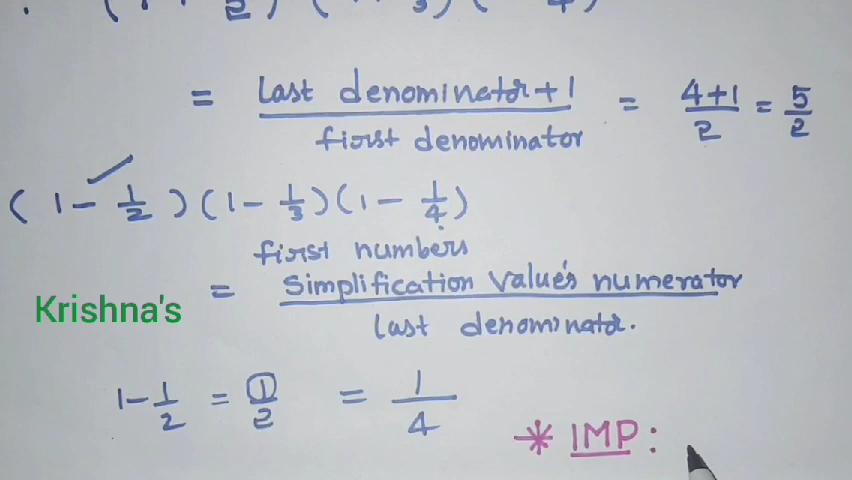 = last denominator + 1 / first denominator = 4+1 / 2 = 5/2
(1 - 1/2)(1 - 1/3)(1 - 1/4)
= first numbers simplification value's numerator / last denominator.
Krishna's
1 - 1/2 = 1/2 = 1/4
* IMP :